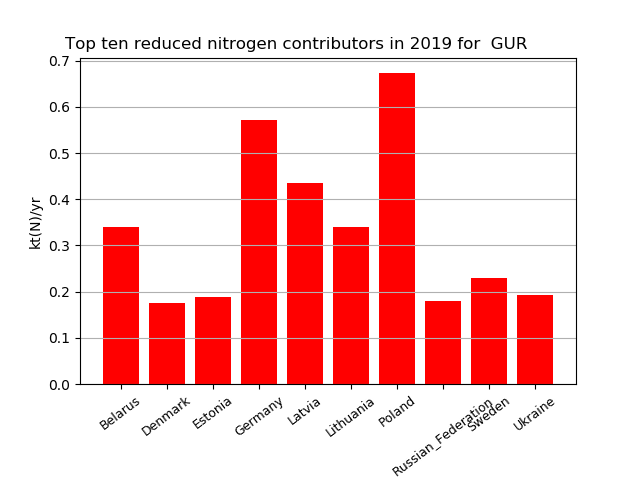 Top ten reduced nitrogen contributors in 2019 for  GUR
kt(N)/yr
0.7
0.6
0.5
0.4
0.3
0.2
0.1
0.0
Belarus
Denmark
Estonia
Germany
Latvia
Lithuania
Poland
Russian_Federation
Sweden
Ukraine